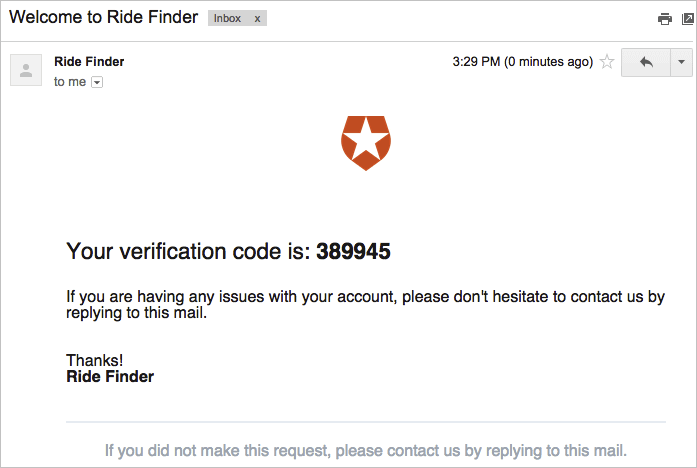 Welcome to Ride Finder Inbox x
Ride Finder 3:29 PM (0 minutes ago)
to me
Your verification code is: 389945
If you are having any issues with your account, please don't hesitate to contact us by
replying to this mail.
Thanks!
Ride Finder
If you did not make this request, please contact us by replying to this mail.